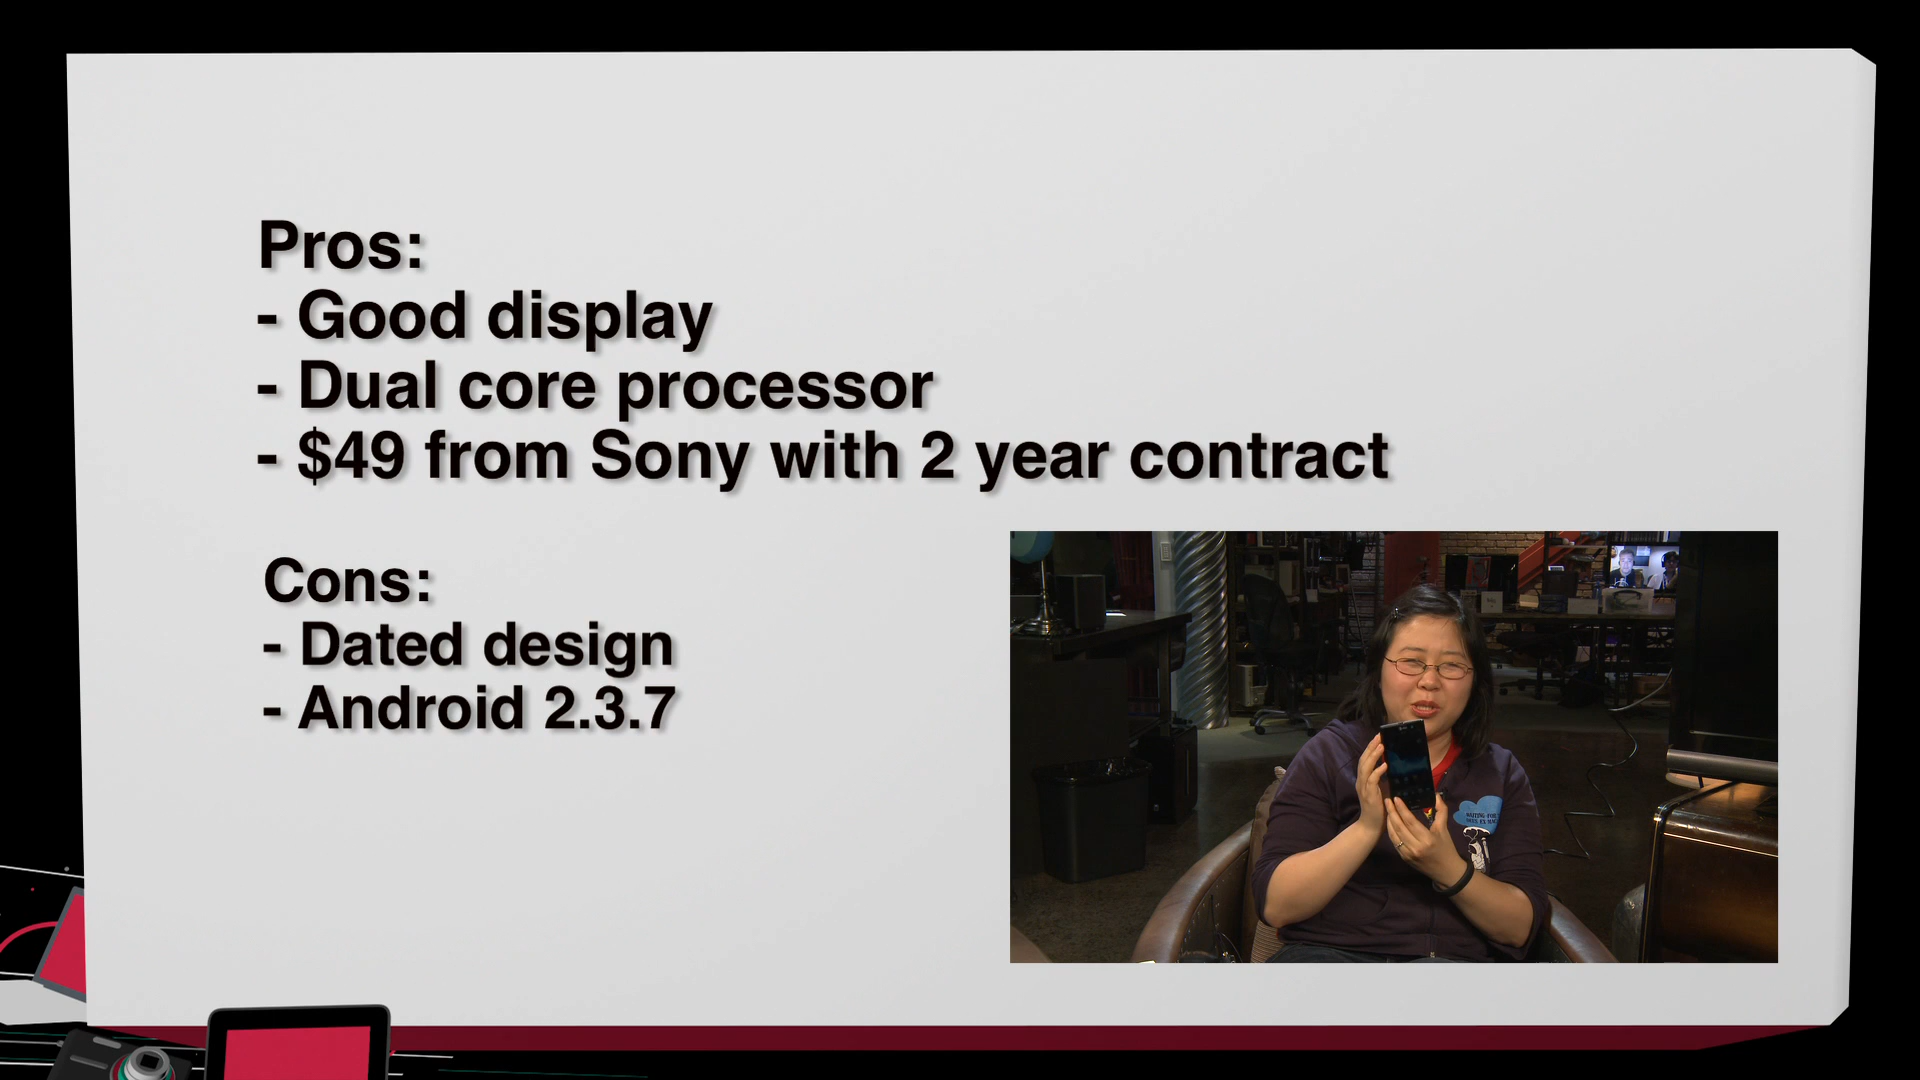 Pros:
- Good display
- Dual core processor
- $49 from Sony with 2 year contract
Cons:
- Dated design
- Android 2.3.7